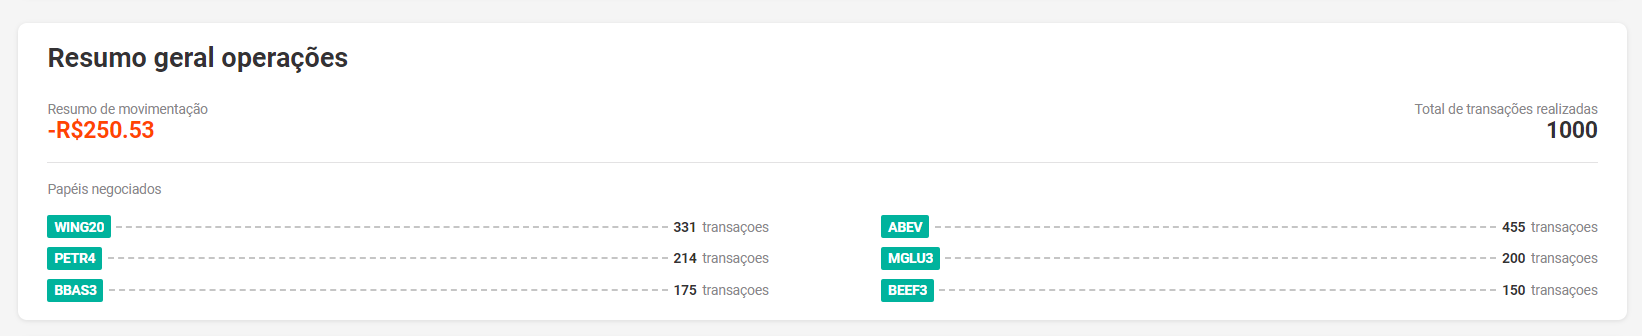 Resumo geral operações
Resumo de movimentação
Total de transações realizadas
-R$250.53
1000
Papéis negociados
WING20 331 transaçoes
ABEV 455 transaçoes
PETR4 214 transaçoes
MGLU3 200 transaçoes
BBAS3 175 transaçoes
BEEF3 150 transaçoes